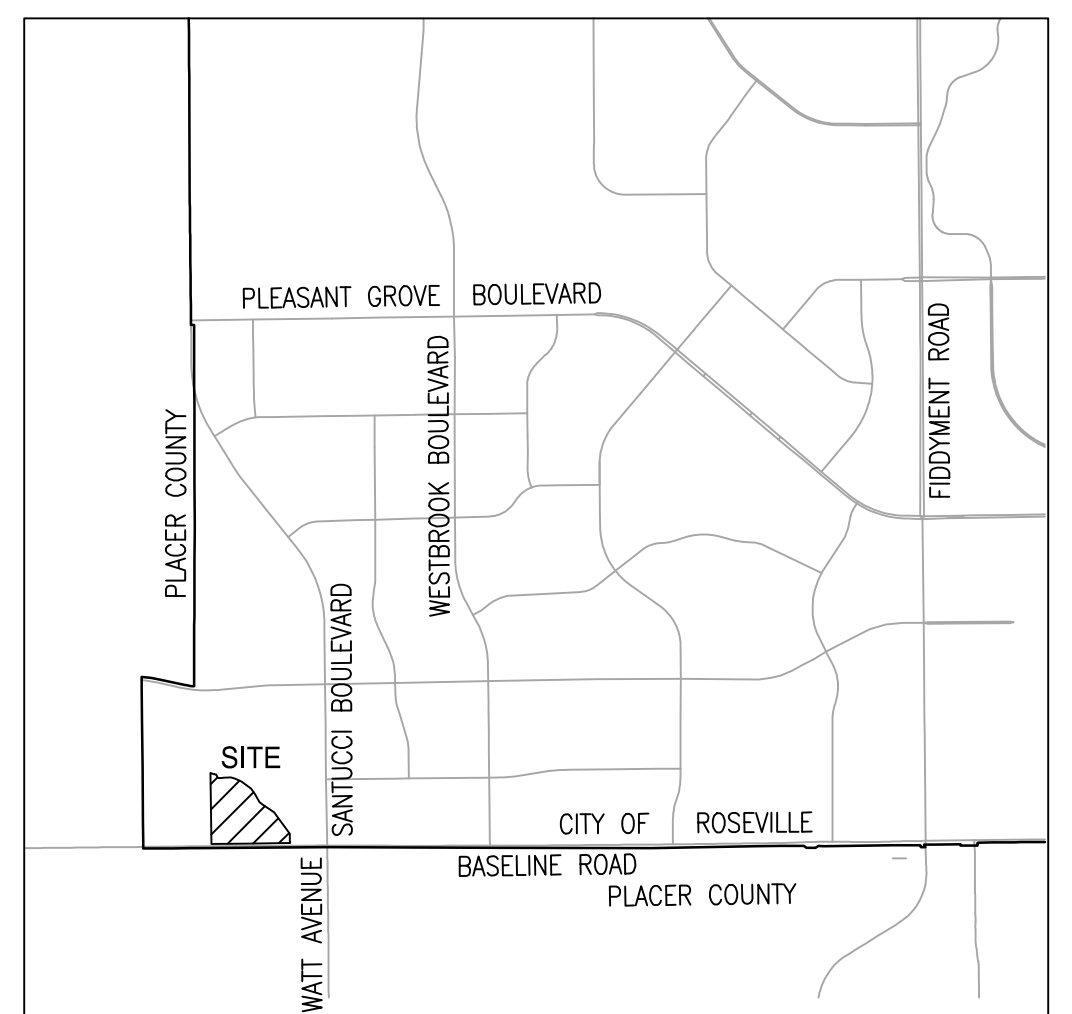 PLEASANT GROVE BOULEVARD
FIDDYMENT ROAD
WESTBROOK BOULEVARD
PLACER COUNTY
SANTUCCI BOULEVARD
SITE
CITY OF ROSEVILLE
BASELINE ROAD
PLACER COUNTY
WATT AVENUE